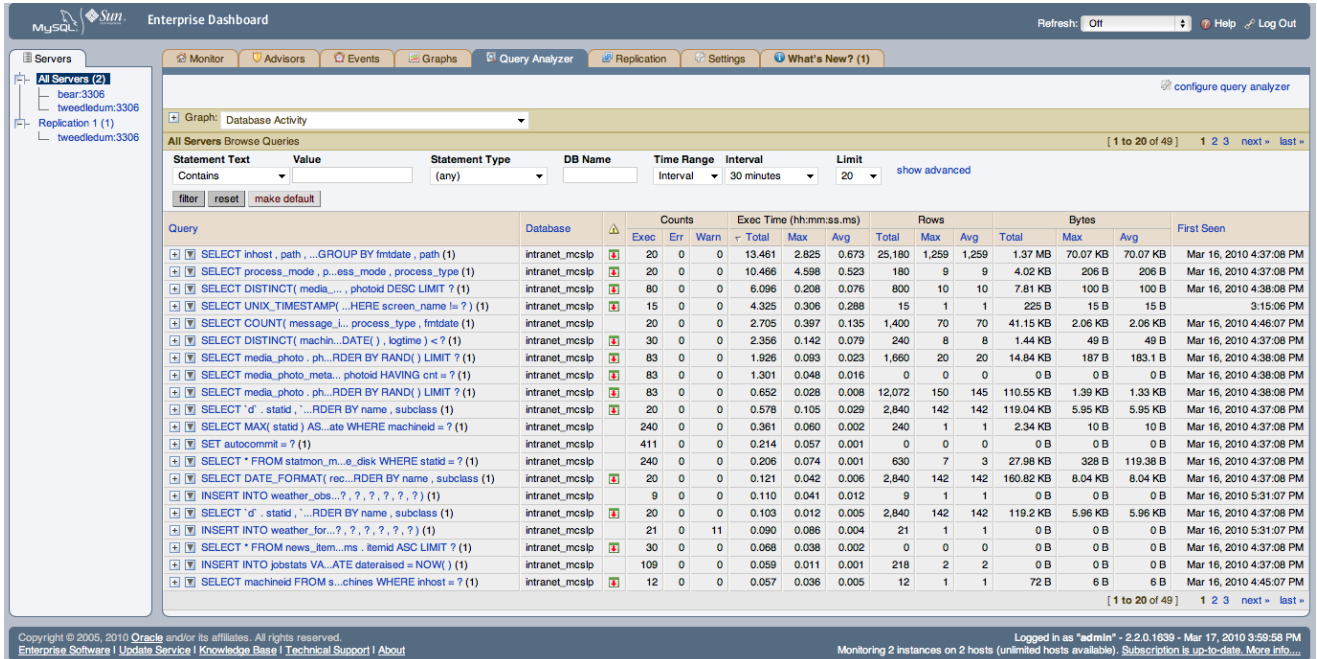 MySQL Sun Enterprise Dashboard Refresh: Off Help Log Out
Servers
All Servers (2)
bear:3306
tweedledum:3306
Replication 1 (1)
tweedledum:3306
Monitor Advisors Events Graphs Query Analyzer Replication Settings What's New? (1)
configure query analyzer
Graph: Database Activity
All Servers Browse Queries [ 1 to 20 of 49 ] 1 2 3 next » last »
Statement Text Value Statement Type DB Name Time Range Interval Limit
Contains (any) Interval 30 minutes 20 show advanced
filter reset make default
Counts Exec Time (hh:mm:ss.ms) Rows Bytes
Query Database First Seen
Exec Err Warn Total Max Avg Total Max Avg Total Max Avg
SELECT inhost , path , ...GROUP BY fmtdate , path (1) intranet_mcslp 20 0 0 13.461 2.825 0.673 25,180 1,259 1,259 1.37 MB 70.07 KB 70.07 KB Mar 16, 2010 4:37:08 PM
SELECT process_mode , p...ess_mode , process_type (1) intranet_mcslp 20 0 0 10.466 4.598 0.523 180 9 9 4.02 KB 206 B 206 B Mar 16, 2010 4:37:08 PM
SELECT DISTINCT( media_... , photoid DESC LIMIT ? (1) intranet_mcslp 80 0 0 6.096 0.208 0.076 800 10 10 7.81 KB 100 B 100 B Mar 16, 2010 4:38:08 PM
SELECT UNIX_TIMESTAMP( ...HERE screen_name != ? ) (1) intranet_mcslp 15 0 0 4.325 0.306 0.288 15 1 1 225 B 15 B 15 B 3:15:06 PM
SELECT COUNT( message_i... process_type , fmtdate (1) intranet_mcslp 20 0 0 2.705 0.397 0.135 1,400 70 70 41.15 KB 2.06 KB 2.06 KB Mar 16, 2010 4:46:07 PM
SELECT DISTINCT( machin...DATE( ) , logtime ) < ? (1) intranet_mcslp 30 0 0 2.356 0.142 0.079 240 8 8 1.44 KB 49 B 49 B Mar 16, 2010 4:37:08 PM
SELECT media_photo . ph...RDER BY RAND( ) LIMIT ? (1) intranet_mcslp 83 0 0 1.926 0.093 0.023 1,660 20 20 14.84 KB 187 B 183.1 B Mar 16, 2010 4:38:08 PM
SELECT media_photo_meta... photoid HAVING cnt = ? (1) intranet_mcslp 83 0 0 1.301 0.048 0.016 0 0 0 0 B 0 B 0 B Mar 16, 2010 4:38:08 PM
SELECT media_photo . ph...RDER BY RAND( ) LIMIT ? (1) intranet_mcslp 83 0 0 0.652 0.028 0.008 12,072 150 145 110.55 KB 1.39 KB 1.33 KB Mar 16, 2010 4:38:08 PM
SELECT `d` . statid , `...RDER BY name , subclass (1) intranet_mcslp 20 0 0 0.578 0.105 0.029 2,840 142 142 119.04 KB 5.95 KB 5.95 KB Mar 16, 2010 4:37:08 PM
SELECT MAX( statid ) AS...ate WHERE machineid = ? (1) intranet_mcslp 240 0 0 0.361 0.060 0.002 240 1 1 2.34 KB 10 B 10 B Mar 16, 2010 4:37:08 PM
SET autocommit = ? (1) intranet_mcslp 411 0 0 0.214 0.057 0.001 0 0 0 0 B 0 B 0 B Mar 16, 2010 4:37:08 PM
SELECT * FROM statmon_m...e_disk WHERE statid = ? (1) intranet_mcslp 240 0 0 0.206 0.074 0.001 630 7 3 27.98 KB 328 B 119.38 B Mar 16, 2010 4:37:08 PM
SELECT DATE_FORMAT( rec...RDER BY name , subclass (1) intranet_mcslp 20 0 0 0.121 0.042 0.006 2,840 142 142 160.82 KB 8.04 KB 8.04 KB Mar 16, 2010 4:37:08 PM
INSERT INTO weather_obs...? , ? , ? , ? , ? , ? ) (1) intranet_mcslp 9 0 0 0.110 0.041 0.012 9 1 1 0 B 0 B 0 B Mar 16, 2010 5:31:07 PM
SELECT `d` . statid , `...RDER BY name , subclass (1) intranet_mcslp 20 0 0 0.103 0.012 0.005 2,840 142 142 119.2 KB 5.96 KB 5.96 KB Mar 16, 2010 4:37:08 PM
INSERT INTO weather_for...? , ? , ? , ? , ? , ? ) (1) intranet_mcslp 21 0 11 0.090 0.086 0.004 21 1 1 0 B 0 B 0 B Mar 16, 2010 5:31:07 PM
SELECT * FROM news_item...ms . itemid ASC LIMIT ? (1) intranet_mcslp 30 0 0 0.068 0.038 0.002 0 0 0 0 B 0 B 0 B Mar 16, 2010 4:37:08 PM
INSERT INTO jobstats VA...ATE dateraised = NOW( ) (1) intranet_mcslp 109 0 0 0.059 0.011 0.001 218 2 2 0 B 0 B 0 B Mar 16, 2010 4:37:08 PM
SELECT machineid FROM s...chines WHERE inhost = ? (1) intranet_mcslp 12 0 0 0.057 0.036 0.005 12 1 1 72 B 6 B 6 B Mar 16, 2010 4:45:07 PM
[ 1 to 20 of 49 ] 1 2 3 next » last »
Copyright © 2005, 2010 Oracle and/or its affiliates. All rights reserved. Logged in as "admin" - 2.2.0.1639 - Mar 17, 2010 3:59:58 PM
Enterprise Software | Update Service | Knowledge Base | Technical Support | About Monitoring 2 instances on 2 hosts (unlimited hosts available). Subscription is up-to-date. More info....